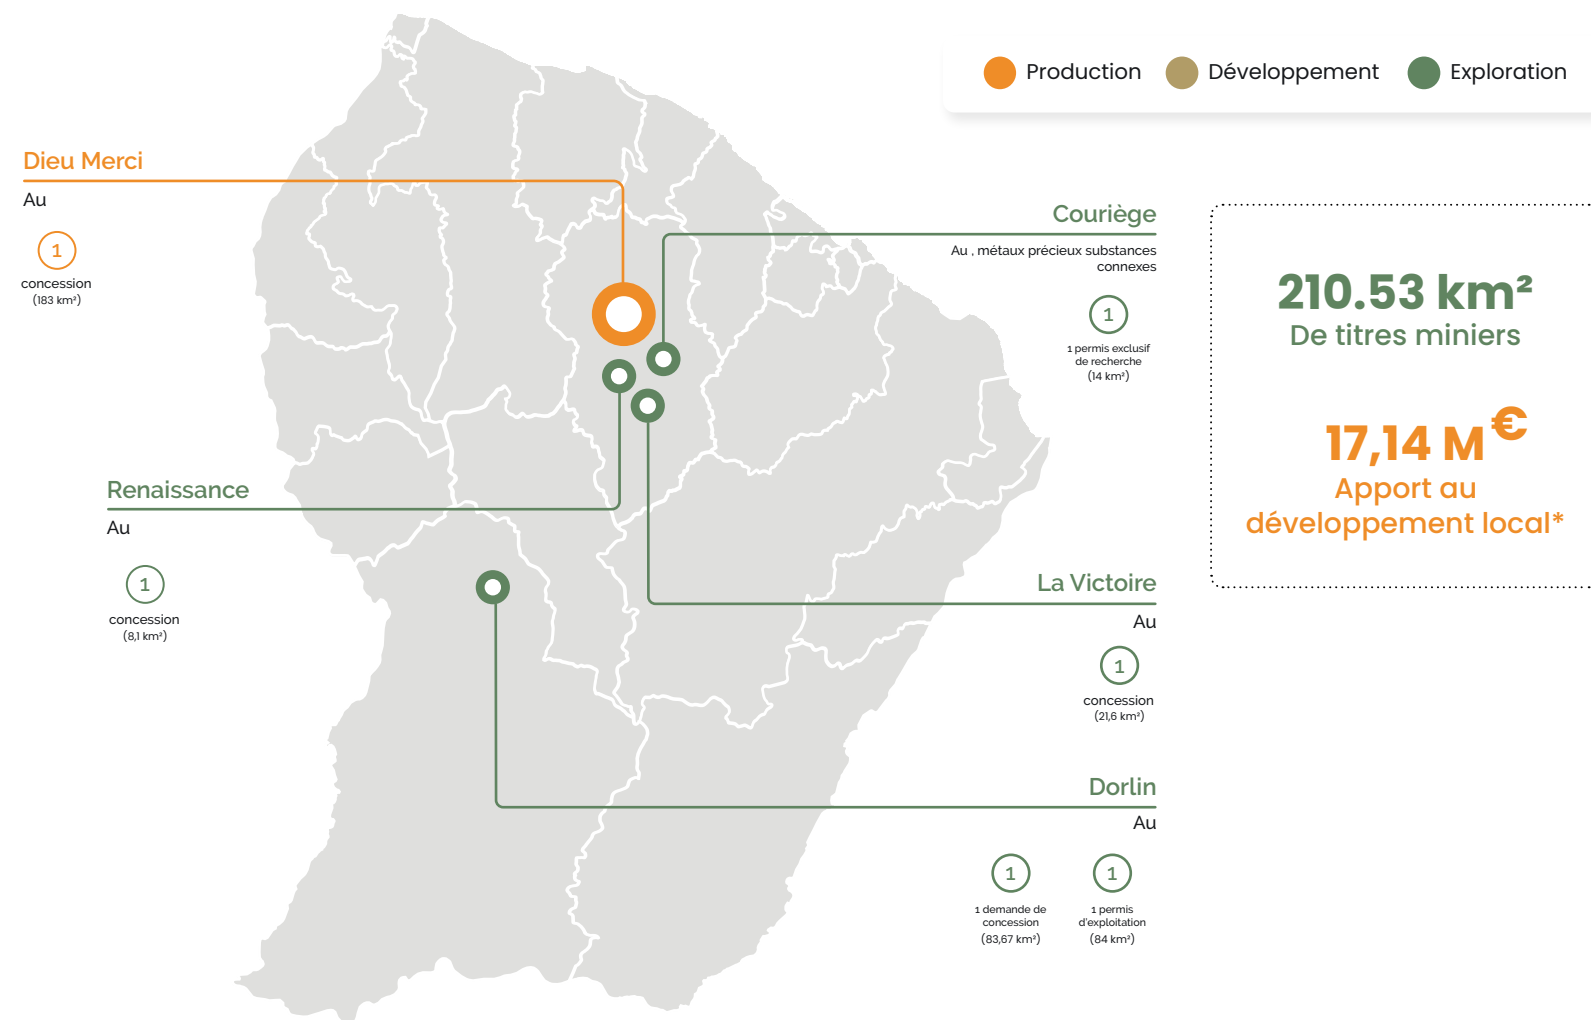 Production
Développement
Exploration
Dieu Merci
Au
1
concession
(183 km²)
Couriège
Au , métaux précieux substances
connexes
1
1 permis exclusif
de recherche
(14 km²)
210.53 km²
De titres miniers
17,14 M€
Apport au
développement local*
Renaissance
Au
1
concession
(8,1 km²)
La Victoire
Au
1
concession
(21,6 km²)
Dorlin
Au
1
1 demande de
concession
(83,67 km²)
1
1 permis
d'exploitation
(84 km²)